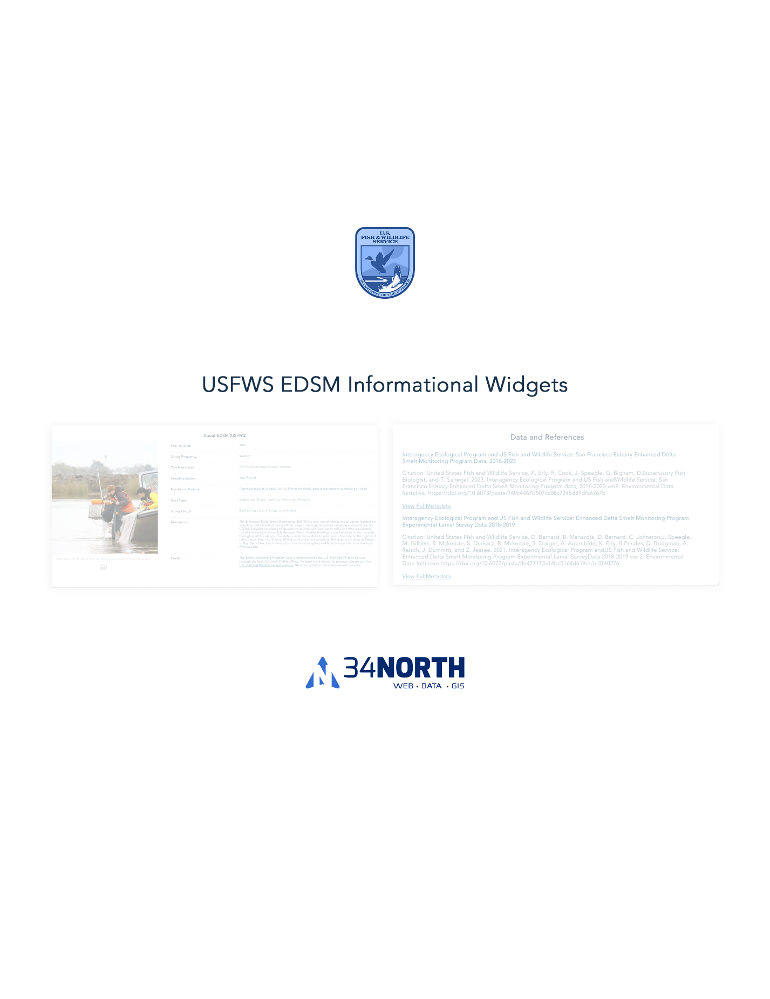 U.S.
FISH & WILDLIFE
SERVICE
DEPARTMENT OF THE INTERIOR
USFWS EDSM Informational Widgets
About EDSM (USFWS)
Year Initiated: 2016
Survey Frequency: Weekly
Tow Information: 2-4 10 minute tows at each location
Sampling Season: Year Round
Number of Stations: Approximately 36 (Kodiak) or 40 (20mm) randomly-generated stations sampled per week
Gear Type: Kodiak net (Phase 1 and 3) or 20mm net (Phase 2)
Survey Length: Each survey takes 4-5 days to complete
Description: The Enhanced Delta Smelt Monitoring (EDSM) is a year-round monitoring program focused on
sampling Delta Smelt at nearly all life stages. The high frequency sampling conducted by the
USFWS provides estimates of abundance,distribution, and, when sufficient data is available,
risk of entrainment. From July through March, Kodiak trawling is conducted to collect juvenile
through adult life stages. This data is reported in close to real time in the map to the right and
table below. From April-June, EDSM conducts larval sampling. This data is not directly linked
to Bay Delta Live. Learn more about the larval sampling and how to access data via the Lodi
FWS website
Credit: The EDSM Monitoring Program Data is maintained by the U.S. Fish and Wildlife Service
through the Lodi Fish and Wildlife Office. To learn more about the program please visit the
U.S. Fish and Wildlife Service website. Monitoring data is delivered via web services.
Data and References
Interagency Ecological Program and US Fish and Wildlife Service: San Francisco Estuary Enhanced Delta
Smelt Monitoring Program Data, 2016-2023
Citation: United States Fish and Wildlife Service, K. Erly, R. Cook, J. Speegle, G. Bigham, D.Supervisory Fish
Biologist, and T. Senegal. 2023. Interagency Ecological Program and US Fish andWildlife Service: San
Francisco Estuary Enhanced Delta Smelt Monitoring Program data, 2016-2023 ver9. Environmental Data
Initiative. https://doi.org/10.6073/pasta/760c4467d507cc08c7245d39dfa6767b
View FullMetadata
Interagency Ecological Program and US Fish and Wildlife Service: Enhanced Delta Smelt Monitoring Program
Experimental Larval Survey Data 2018-2019
Citation: United States Fish and Wildlife Service, D. Barnard, B. Mahardja, D. Barnard, C. Johnston,J. Speegle,
M. Gilbert, R. Mckenzie, S. Durkacz, R. Mckenzie, S. Staiger, A. Arrambide, K. Erly, B.Perales, D. Bridgman, A.
Raisch, J. Dummitt, and Z. Jessee. 2021. Interagency Ecological Program andUS Fish and Wildlife Service:
Enhanced Delta Smelt Monitoring Program Experimental Larval SurveyData 2018-2019 ver 2. Environmental
Data Initiative.https://doi.org/10.6073/pasta/8e477173a14bc5164d619cb1c3740276
View FullMetadata
34NORTH
WEB • DATA • GIS